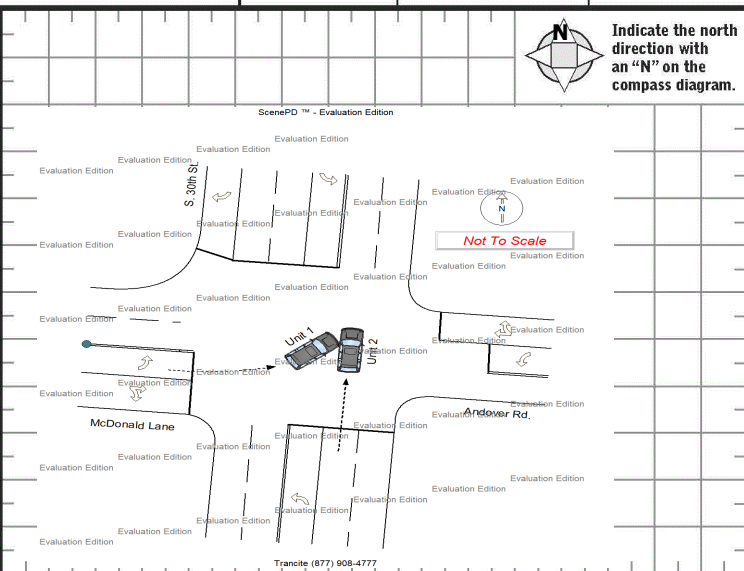 N
Indicate the north
direction with
an “N” on the
compass diagram.
ScenePD ™ - Evaluation Edition
Evaluation Edition
Evaluation Edition
Evaluation Edition
Evaluation Edition
S. 30th St.
Evaluation Edition
Evaluation Edition
Evaluation Edition
N
Evaluation Edition
Evaluation Edition
Evaluation Edition
Not To Scale
Evaluation Edition
Evaluation Edition
Evaluation Edition
Evaluation Edition
Evaluation Edition
Evaluation Edition
Evaluation Edition
Evaluation Edition
Unit 1
Unit 2
Evaluation Edition
Evaluation Edition
Evaluation Edition
Evaluation Edition
Evaluation Edition
Evaluation Edition
Evaluation Edition
Evaluation Edition
Andover Rd.
McDonald Lane
Evaluation Edition
Evaluation Edition
Evaluation Edition
Evaluation Edition
Evaluation Edition
Evaluation Edition
Evaluation Edition
Evaluation Edition
Evaluation Edition
Evaluation Edition
Trancite (877) 908-4777